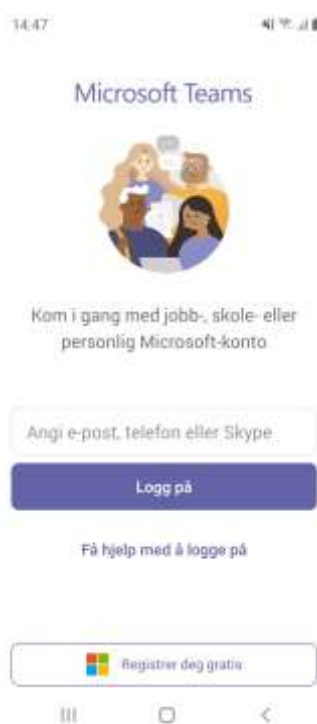 14:47
Microsoft Teams
Kom i gang med jobb-, skole- eller
personlig Microsoft-konto
Angi e-post, telefon eller Skype
Logg på
Få hjelp med å logge på
Registrer deg gratis